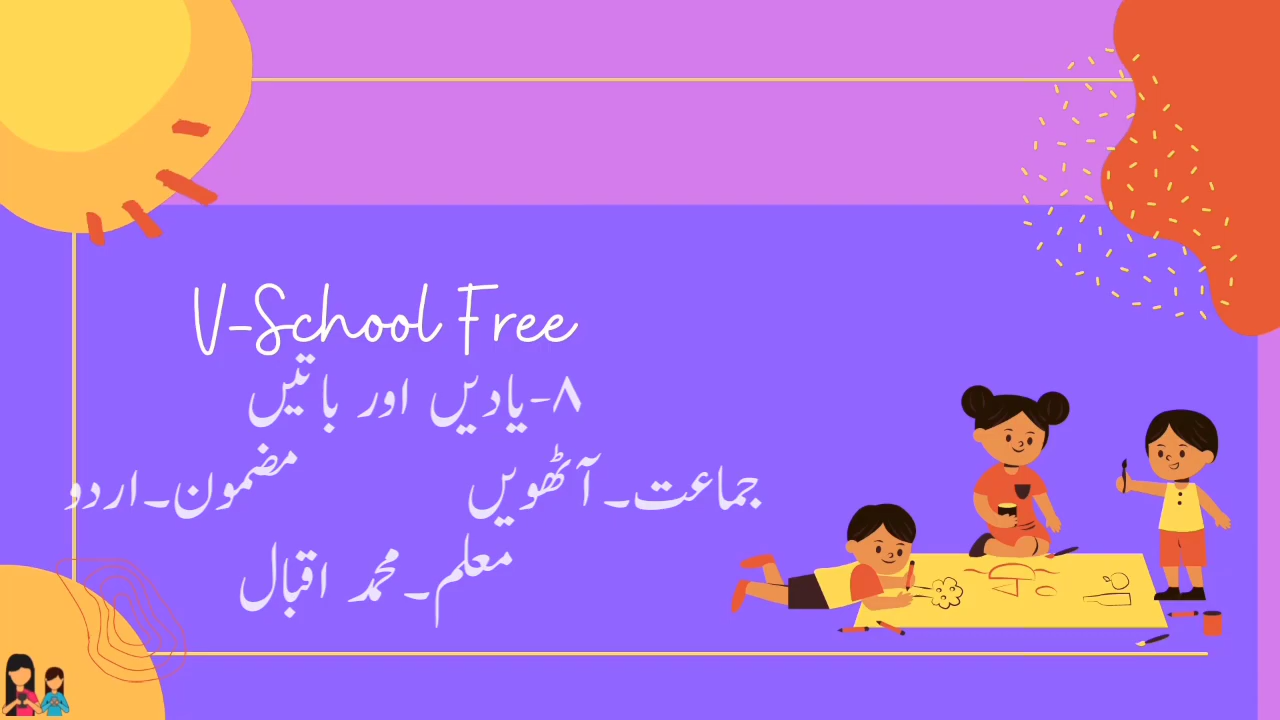 V-School Free
۸-یادیں اور باتیں
جماعت۔ آٹھویں مضمون۔اردو
معلم۔محمد اقبال